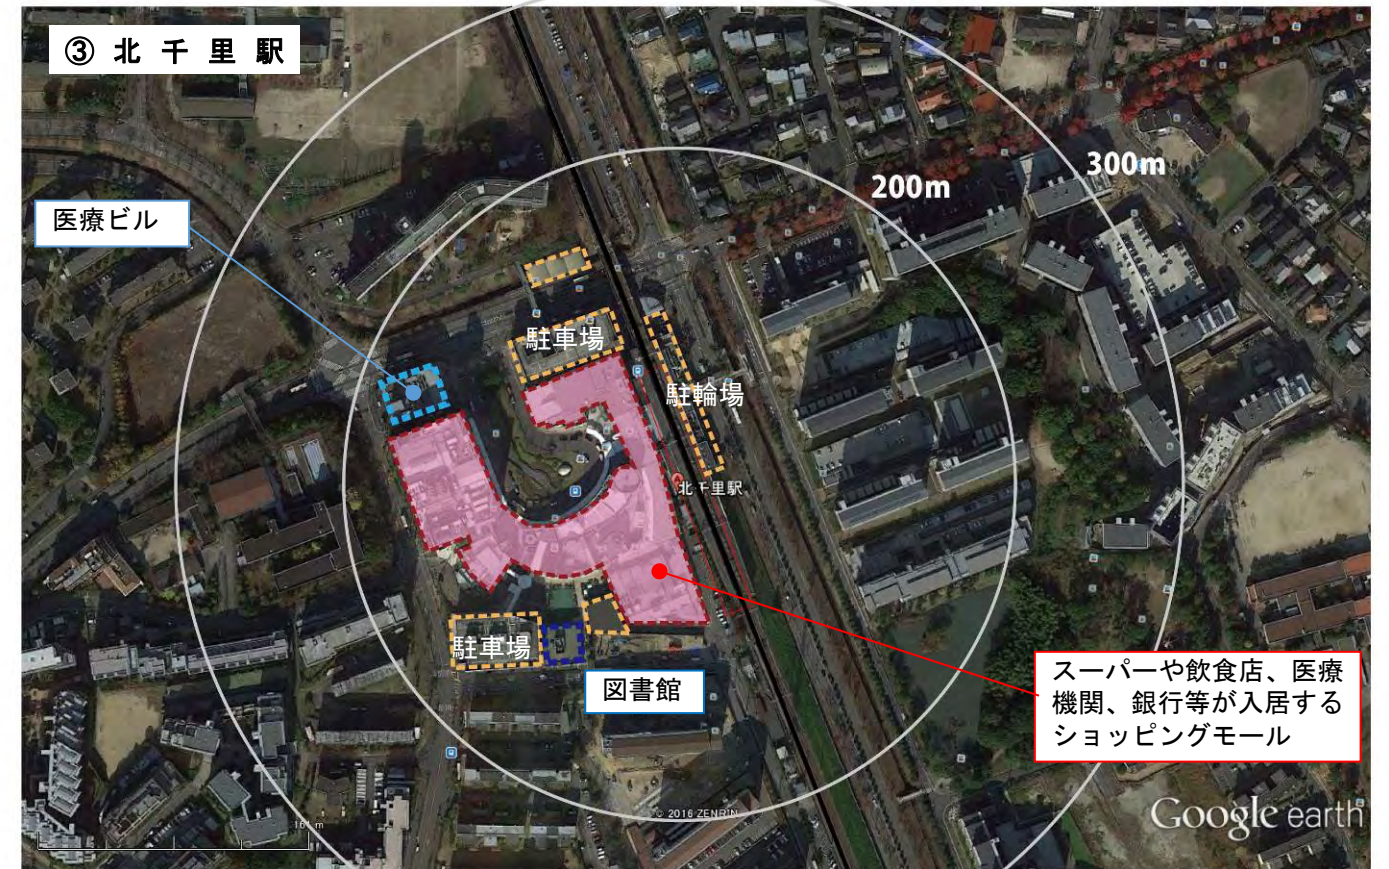 ③ 北 千 里 駅
300m
200m
医療ビル
駐車場
駐輪場
北千里駅
駐車場
図書館
スーパーや飲食店、医療
機関、銀行等が入居する
ショッピングモール
© 2016 ZENRIN
161 m
Google earth